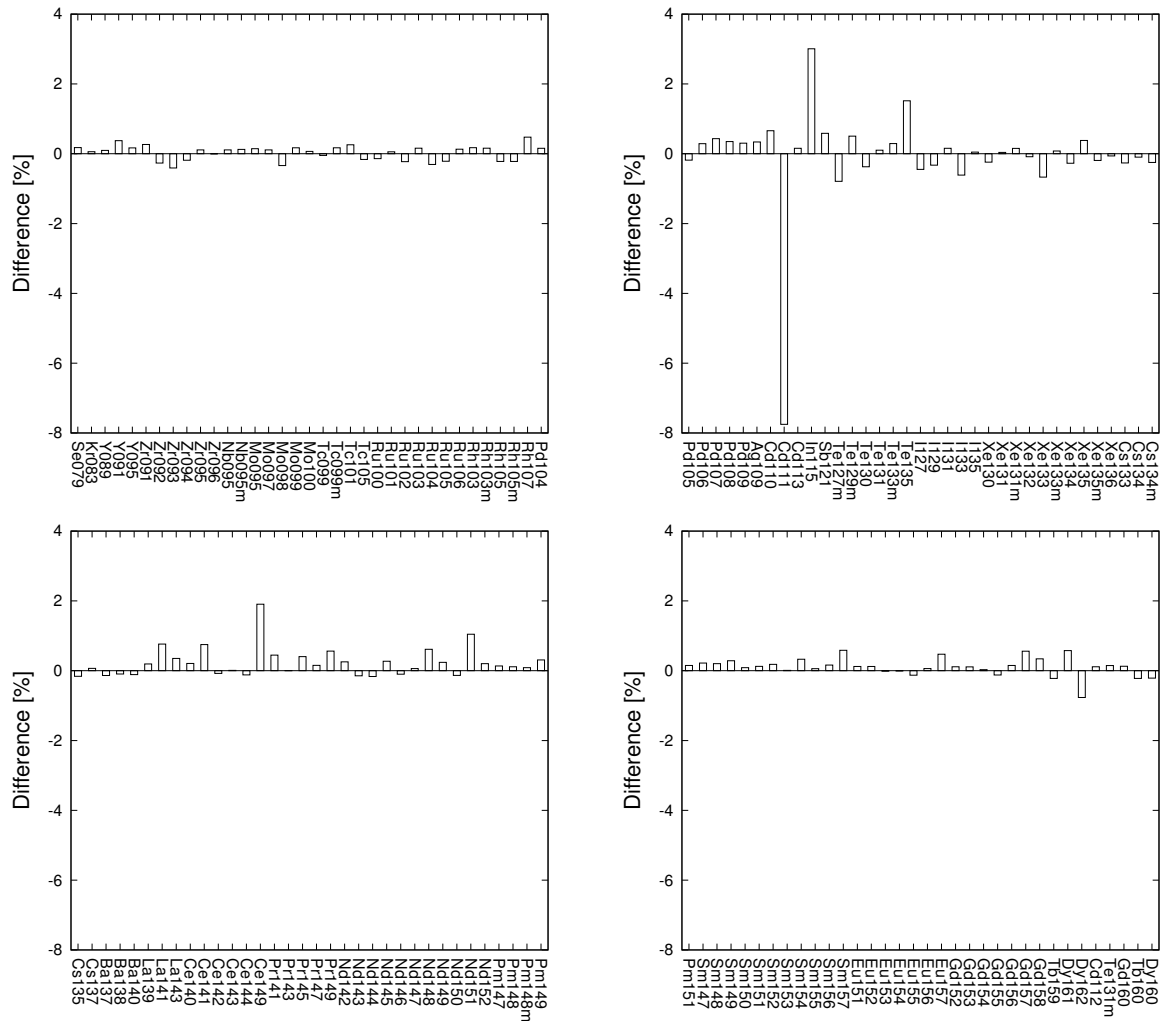 4
2
0
-2
-4
-6
-8
Difference [%]
Se079
Kr083
Y089
Y091
Y095
Zr091
Zr092
Zr093
Zr094
Zr095
Zr096
Nb095
Nb095m
Mo095
Mo097
Mo098
Mo099
Mo100
Tc099
Tc099m
Tc101
Tc105
Ru100
Ru101
Ru102
Ru103
Ru104
Ru105
Ru106
Rh103
Rh103m
Rh105
Rh105m
Rh107
Pd104
4
2
0
-2
-4
-6
-8
Difference [%]
Pd105
Pd106
Pd107
Pd108
Pd109
Ag109
Cd110
Cd111
Cd113
In115
Sb121
Te127m
Te129m
Te130
Te131
Te133m
Te135
I127
I129
I131
I133
I135
Xe130
Xe131
Xe131m
Xe132
Xe133
Xe133m
Xe134
Xe135
Xe135m
Xe136
Cs133
Cs134
Cs134m
4
2
0
-2
-4
-6
-8
Difference [%]
Cs135
Cs137
Ba137
Ba138
Ba140
La139
La141
La143
Ce140
Ce141
Ce142
Ce143
Ce144
Ce149
Pr141
Pr143
Pr145
Pr147
Pr149
Nd142
Nd143
Nd144
Nd145
Nd146
Nd147
Nd148
Nd149
Nd150
Nd151
Nd152
Pm147
Pm148
Pm148m
Pm149
4
2
0
-2
-4
-6
-8
Difference [%]
Pm151
Sm147
Sm148
Sm149
Sm150
Sm151
Sm152
Sm153
Sm154
Sm155
Sm156
Sm157
Eu151
Eu152
Eu153
Eu154
Eu155
Eu156
Eu157
Gd152
Gd153
Gd154
Gd155
Gd156
Gd157
Gd158
Tb159
Dy161
Dy162
Cd112
Te131m
Gd160
Tb160
Dy160